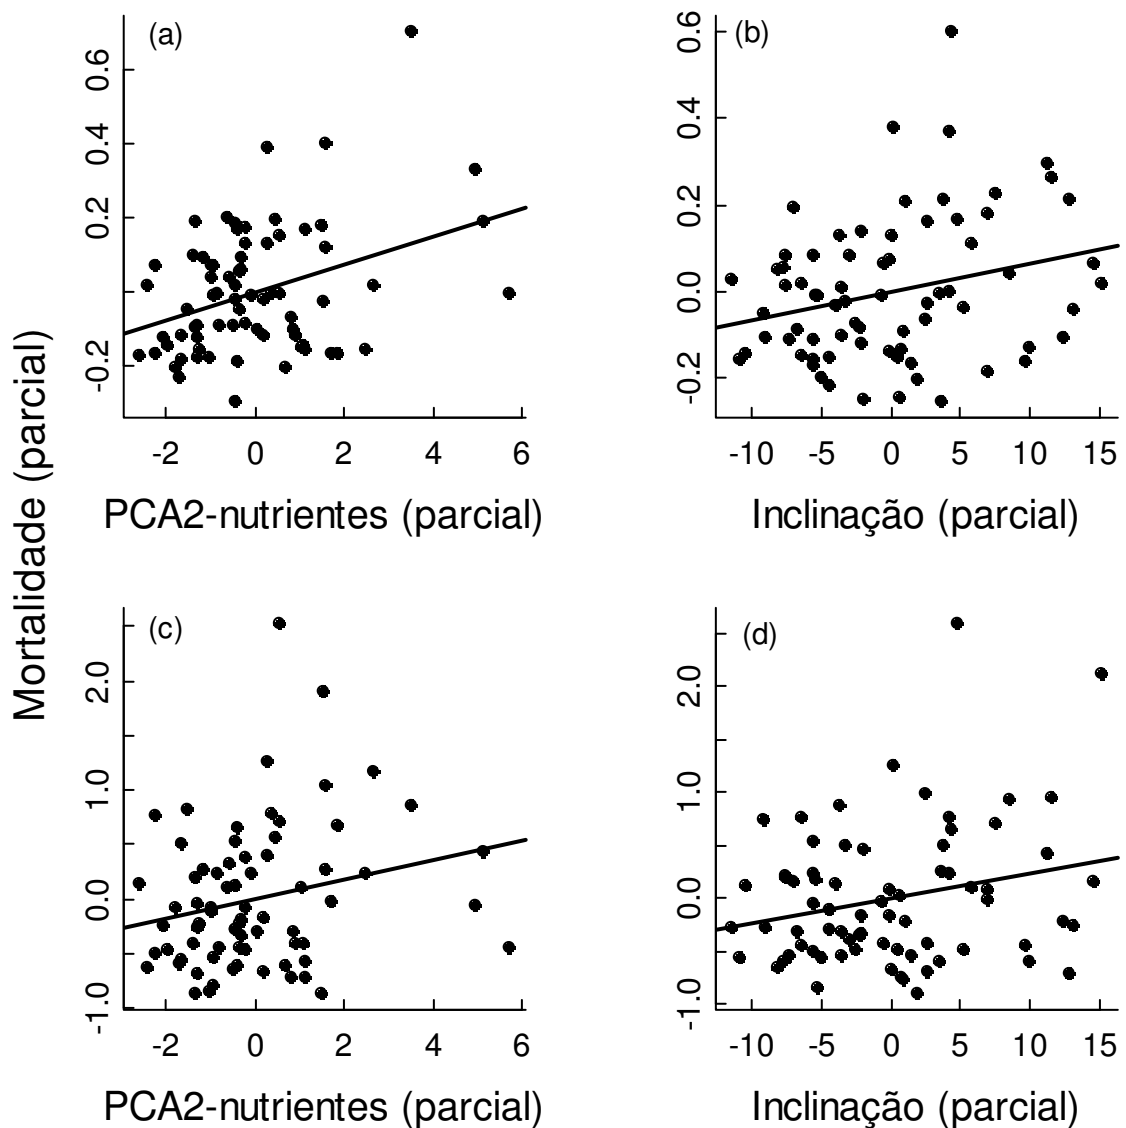 Mortalidade (parcial)
(a)
0.6
0.4
0.2
-0.2
-2 0 2 4 6
PCA2-nutrientes (parcial)
(b)
0.6
0.4
0.2
0.0
-0.2
-10 -5 0 5 10 15
Inclinação (parcial)
(c)
2.0
1.0
0.0
-1.0
-2 0 2 4 6
PCA2-nutrientes (parcial)
(d)
2.0
1.0
0.0
-1.0
-10 -5 0 5 10 15
Inclinação (parcial)